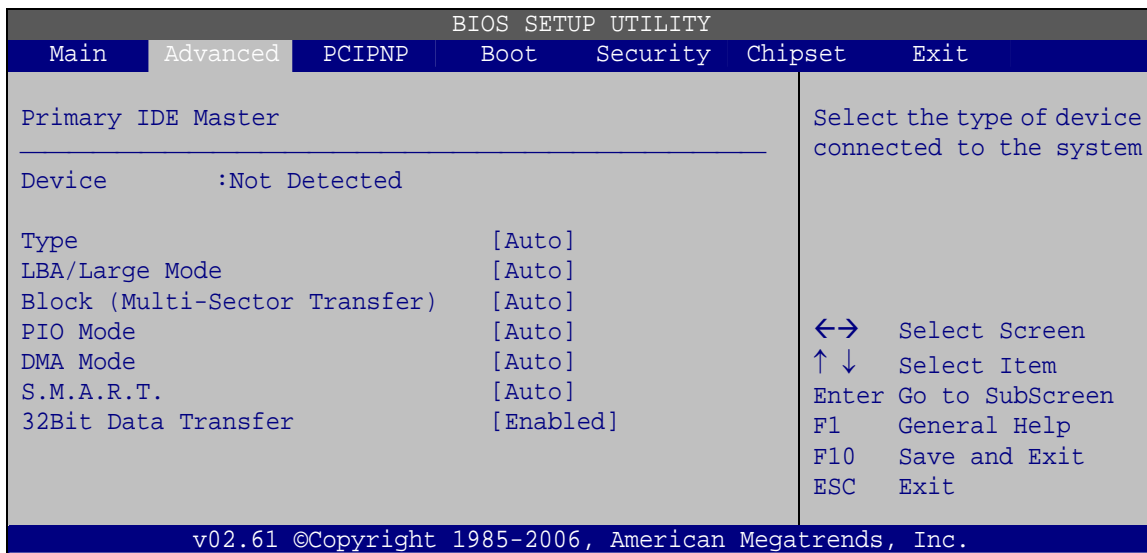 BIOS SETUP UTILITY
Main Advanced PCIPNP Boot Security Chipset Exit
Primary IDE Master
Device :Not Detected
Type [Auto]
LBA/Large Mode [Auto]
Block (Multi-Sector Transfer) [Auto]
PIO Mode [Auto]
DMA Mode [Auto]
S.M.A.R.T. [Auto]
32Bit Data Transfer [Enabled]
Select the type of device
connected to the system
←→ Select Screen
↑ ↓ Select Item
Enter Go to SubScreen
F1 General Help
F10 Save and Exit
ESC Exit
v02.61 ©Copyright 1985-2006, American Megatrends, Inc.